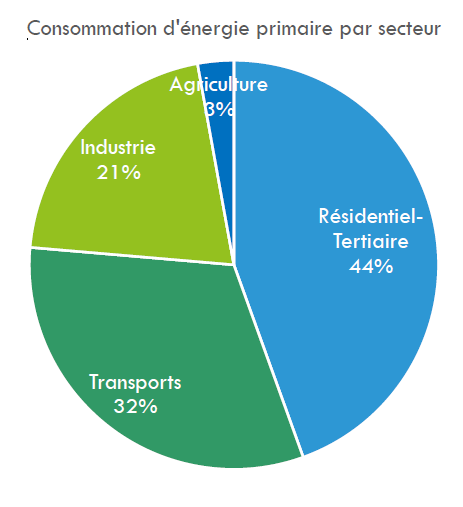 Consommation d'énergie primaire par secteur
Agriculture
3%
Industrie
21%
Résidentiel-
Tertiaire
44%
Transports
32%